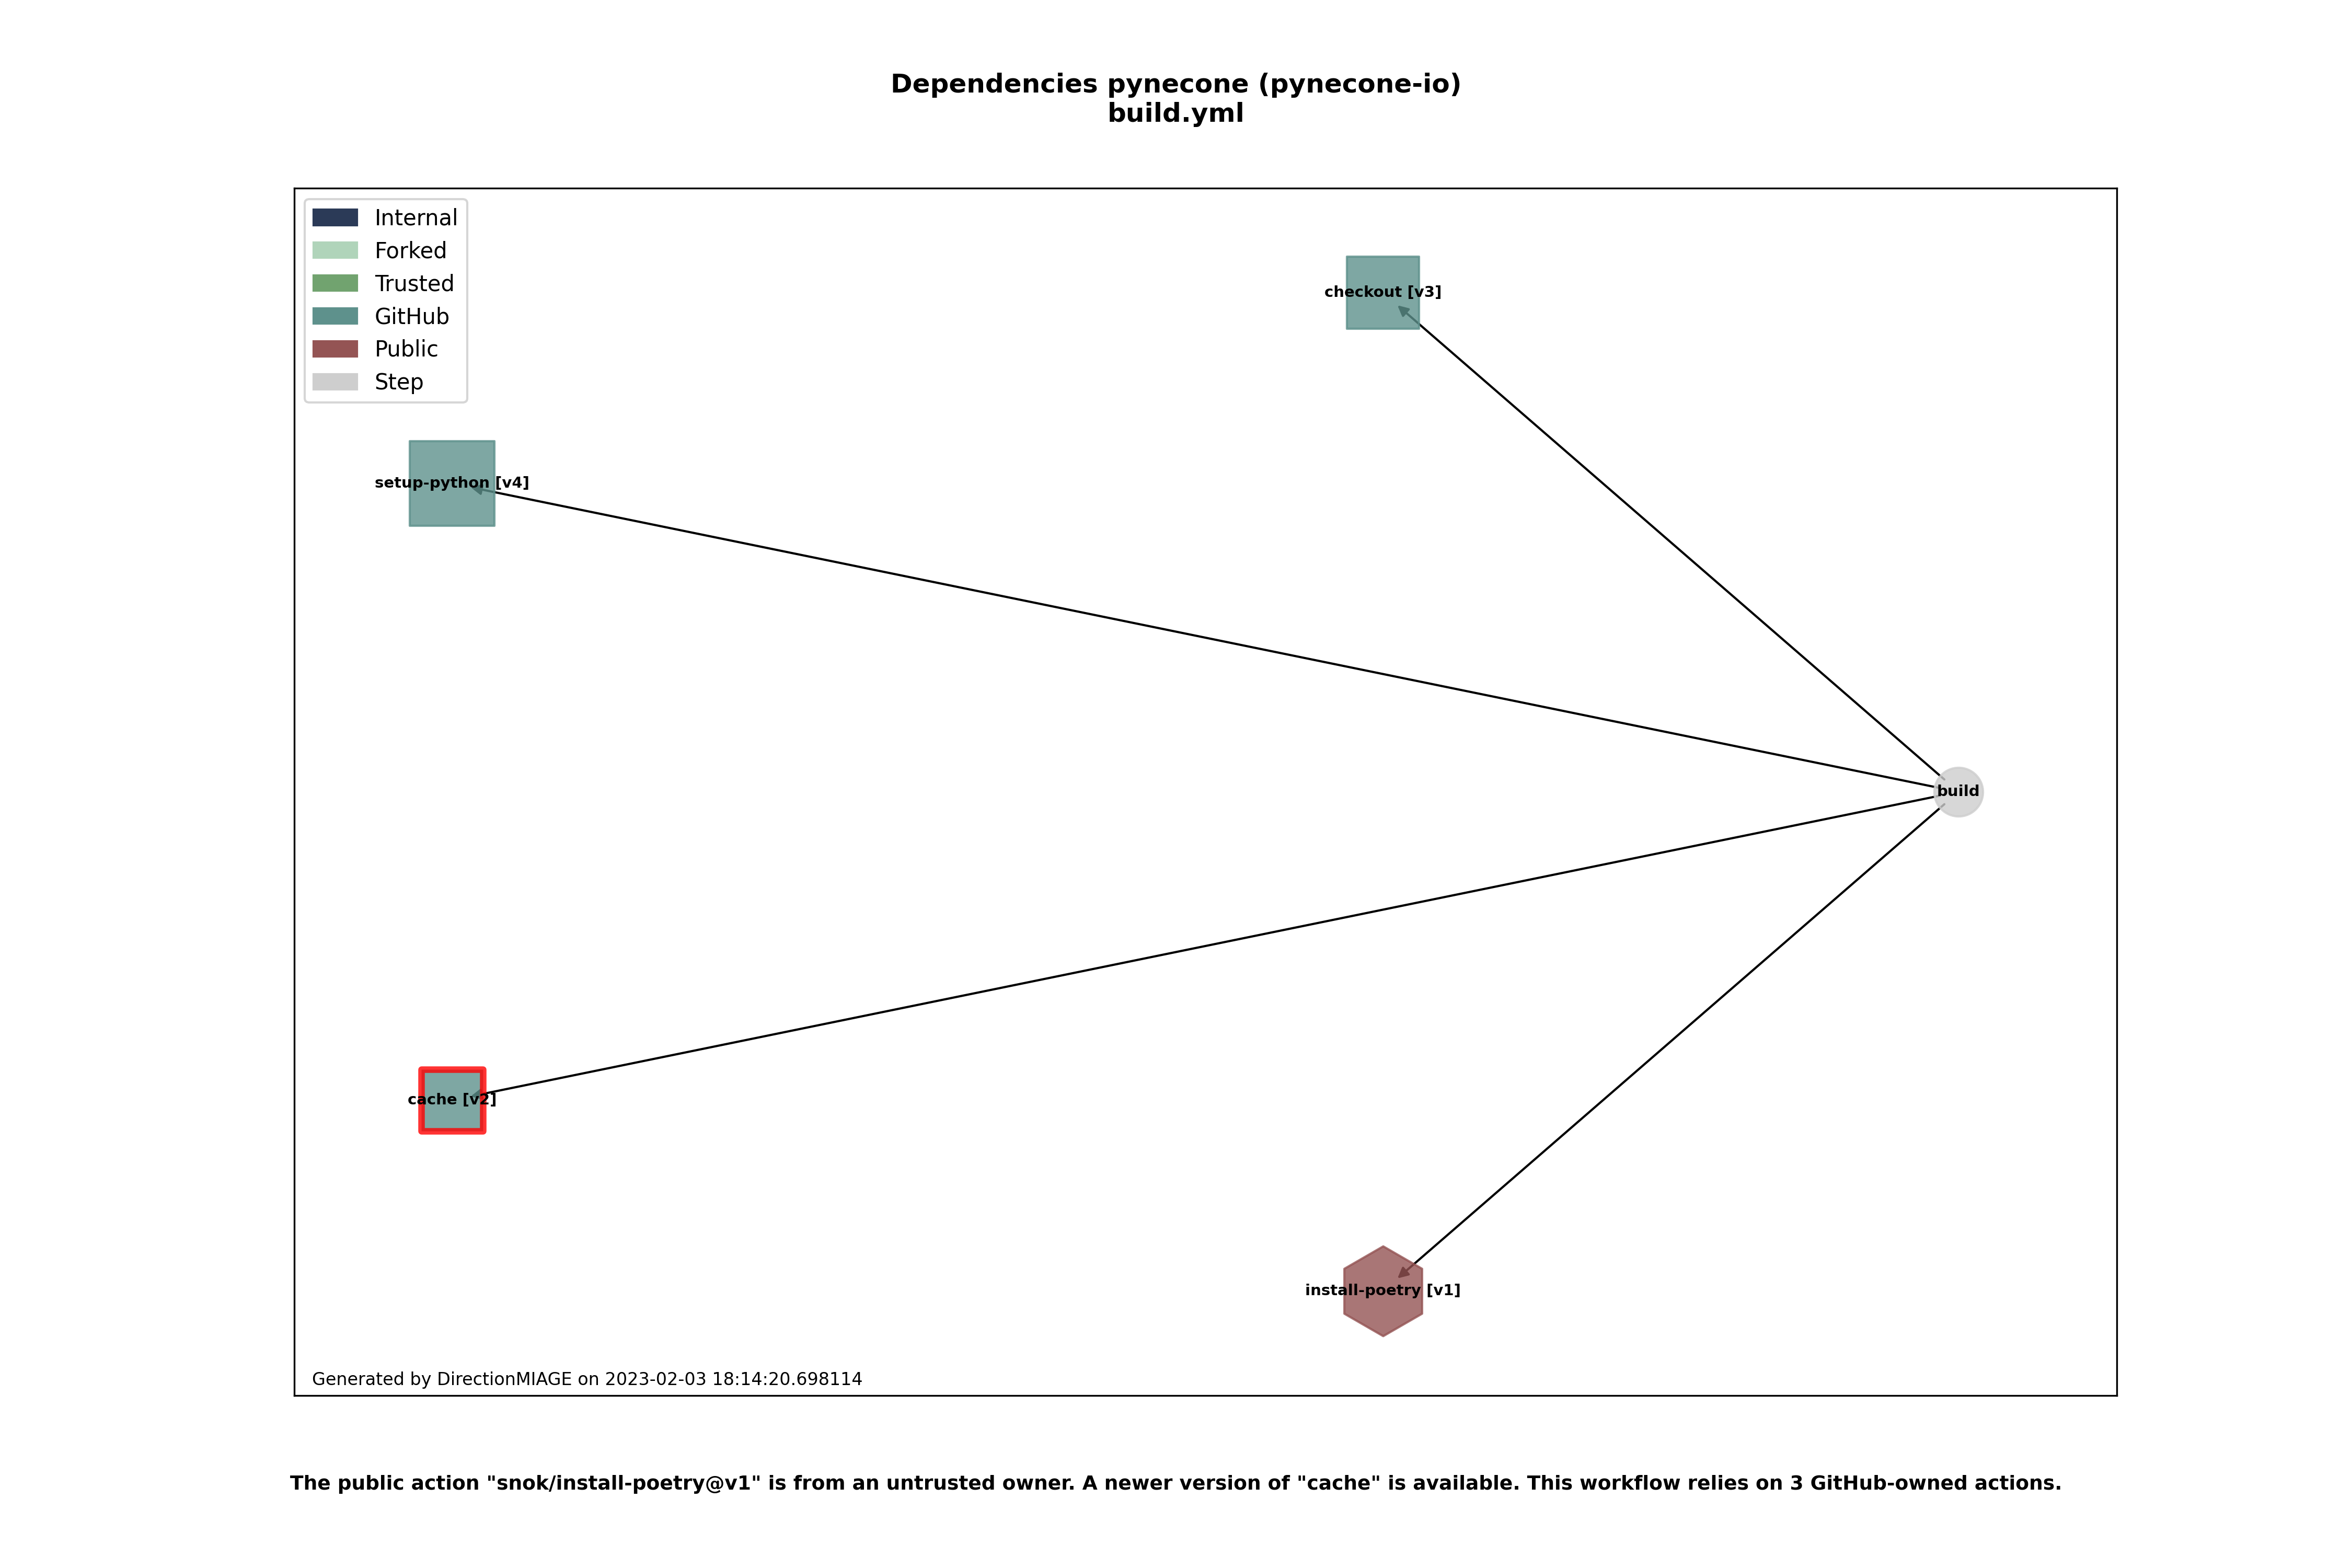 Dependencies pynecone (pynecone-io)
build.yml
Internal
Forked
Trusted
GitHub
Public
Step
checkout [v3]
setup-python [v4]
build
cache [v2]
install-poetry [v1]
Generated by DirectionMIAGE on 2023-02-03 18:14:20.698114
The public action "snok/install-poetry@v1" is from an untrusted owner. A newer version of "cache" is available. This workflow relies on 3 GitHub-owned actions.